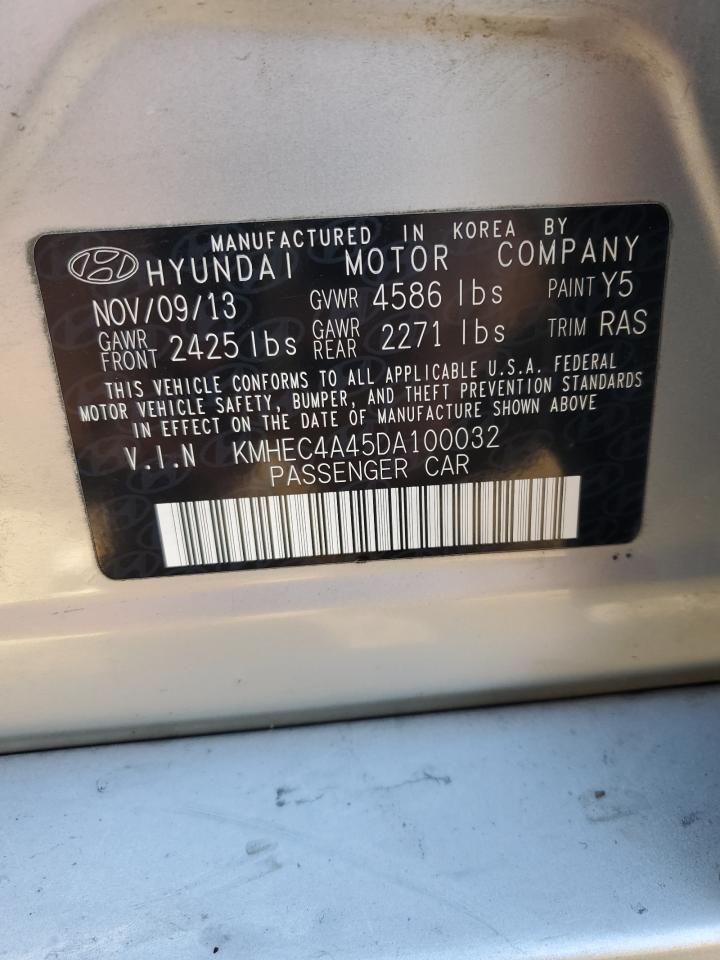 MANUFACTURED IN KOREA BY
HYUNDAI MOTOR COMPANY
NOV/09/13 GVWR 4586 lbs PAINT Y5
GAWR FRONT 2425 lbs GAWR REAR 2271 lbs TRIM RAS
THIS VEHICLE CONFORMS TO ALL APPLICABLE U.S.A. FEDERAL
MOTOR VEHICLE SAFETY, BUMPER, AND THEFT PREVENTION STANDARDS
IN EFFECT ON THE DATE OF MANUFACTURE SHOWN ABOVE
V.I.N KMHEC4A45DA100032
PASSENGER CAR